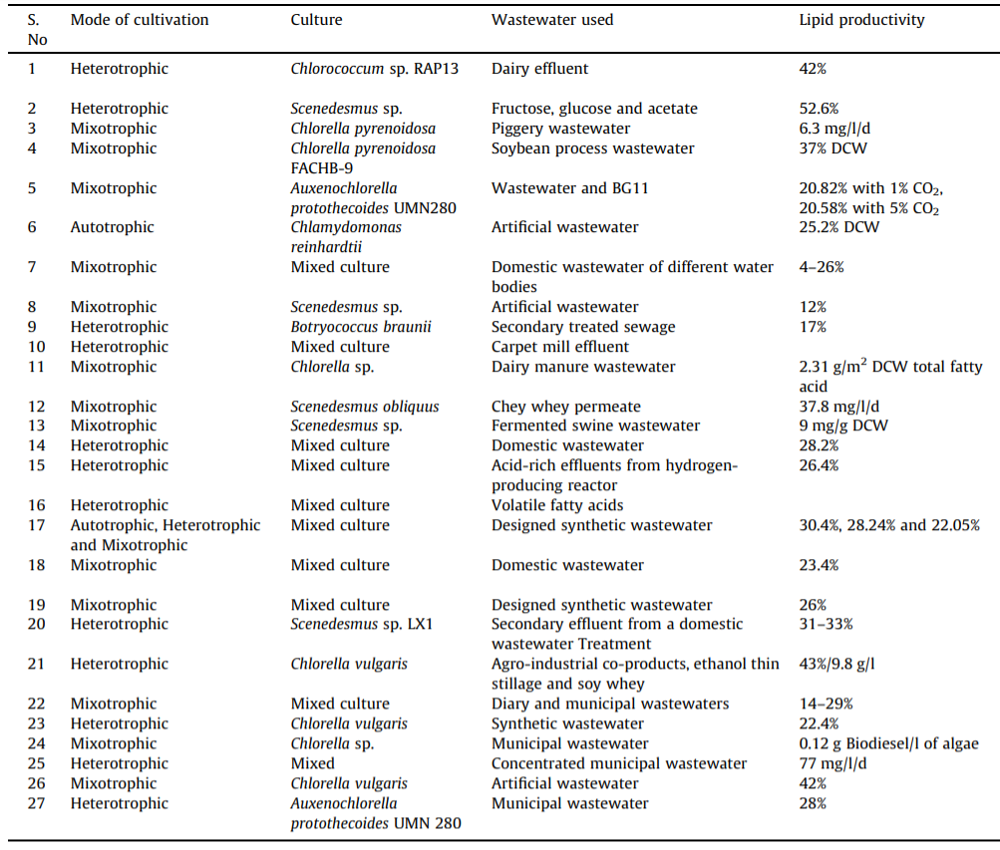 S. Mode of cultivation Culture Wastewater used Lipid productivity
No
1 Heterotrophic Chlorococcum sp. RAP13 Dairy effluent 42%
2 Heterotrophic Scenedesmus sp. Fructose, glucose and acetate 52.6%
3 Mixotrophic Chlorella pyrenoidosa Piggery wastewater 6.3 mg/l/d
4 Mixotrophic Chlorella pyrenoidosa Soybean process wastewater 37% DCW
FACHB-9
5 Mixotrophic Auxenochlorella Wastewater and BG11 20.82% with 1% CO₂,
protothecoides UMN280 20.58% with 5% CO₂
6 Autotrophic Chlamydomonas Artificial wastewater 25.2% DCW
reinhardtii
7 Mixotrophic Mixed culture Domestic wastewater of different water 4–26%
bodies
8 Mixotrophic Scenedesmus sp. Artificial wastewater 12%
9 Heterotrophic Botryococcus braunii Secondary treated sewage 17%
10 Heterotrophic Mixed culture Carpet mill effluent
11 Mixotrophic Chlorella sp. Dairy manure wastewater 2.31 g/m² DCW total fatty
acid
12 Mixotrophic Scenedesmus obliquus Chey whey permeate 37.8 mg/l/d
13 Mixotrophic Scenedesmus sp. Fermented swine wastewater 9 mg/g DCW
14 Heterotrophic Mixed culture Domestic wastewater 28.2%
15 Heterotrophic Mixed culture Acid-rich effluents from hydrogen- 26.4%
producing reactor
16 Heterotrophic Mixed culture Volatile fatty acids
17 Autotrophic, Heterotrophic Mixed culture Designed synthetic wastewater 30.4%, 28.24% and 22.05%
and Mixotrophic
18 Mixotrophic Mixed culture Domestic wastewater 23.4%
19 Mixotrophic Mixed culture Designed synthetic wastewater 26%
20 Heterotrophic Scenedesmus sp. LX1 Secondary effluent from a domestic 31–33%
wastewater Treatment
21 Heterotrophic Chlorella vulgaris Agro-industrial co-products, ethanol thin 43%/9.8 g/l
stillage and soy whey
22 Mixotrophic Mixed culture Diary and municipal wastewaters 14–29%
23 Heterotrophic Chlorella vulgaris Synthetic wastewater 22.4%
24 Mixotrophic Chlorella sp. Municipal wastewater 0.12 g Biodiesel/l of algae
25 Heterotrophic Mixed Concentrated municipal wastewater 77 mg/l/d
26 Mixotrophic Chlorella vulgaris Artificial wastewater 42%
27 Heterotrophic Auxenochlorella Municipal wastewater 28%
protothecoides UMN 280